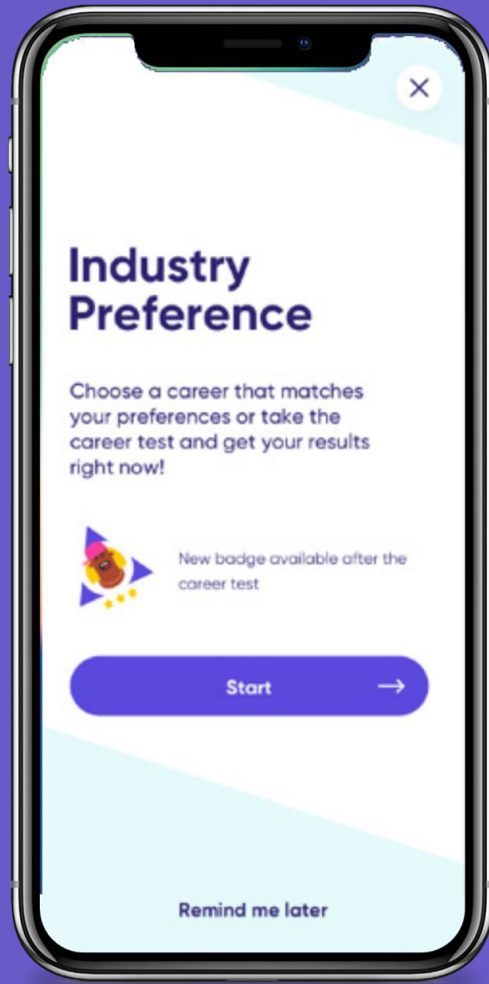 Industry
Preference
Choose a career that matches
your preferences or take the
career test and get your results
right now!
New badge available after the
career test
Start
Remind me later